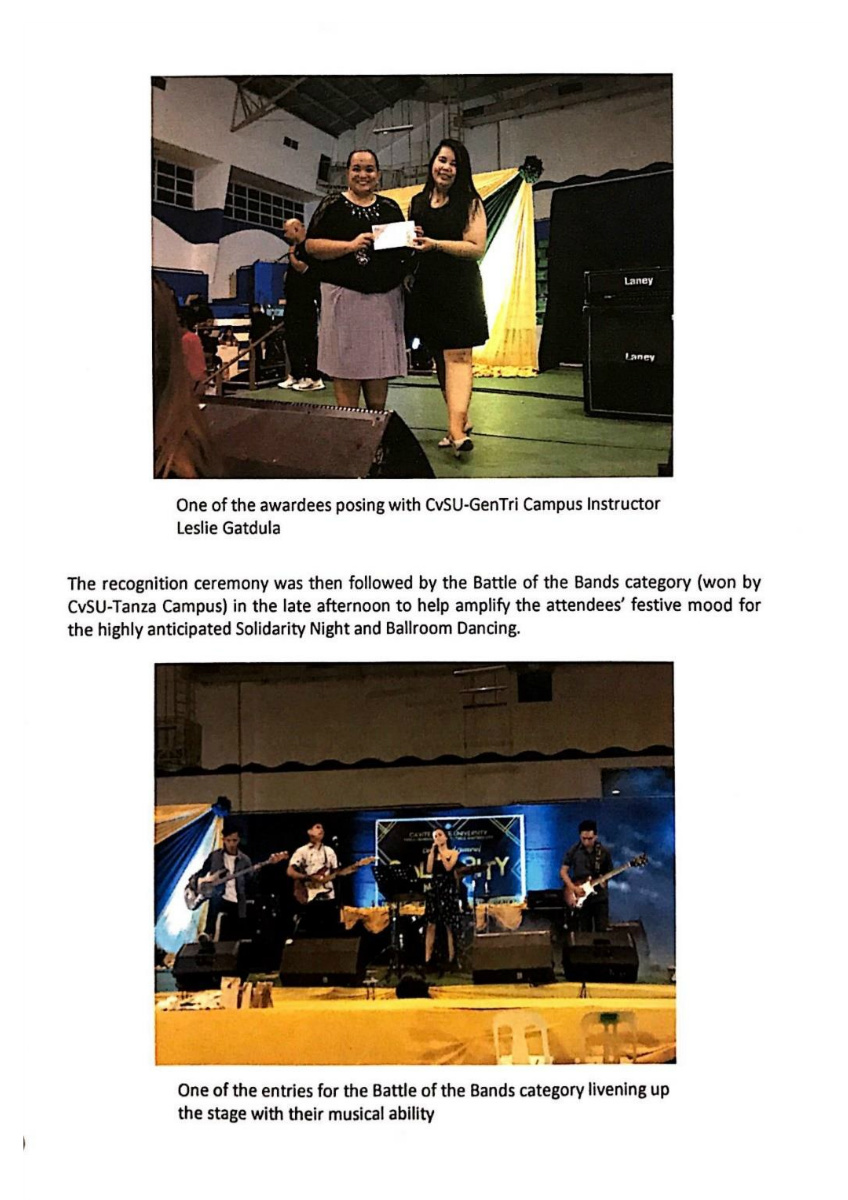 Laney
Laney
One of the awardees posing with CvSU-GenTri Campus Instructor
Leslie Gatdula
The recognition ceremony was then followed by the Battle of the Bands category (won by
CvSU-Tanza Campus) in the late afternoon to help amplify the attendees’ festive mood for
the highly anticipated Solidarity Night and Ballroom Dancing.
UNIVERSITY
One of the entries for the Battle of the Bands category livening up
the stage with their musical ability